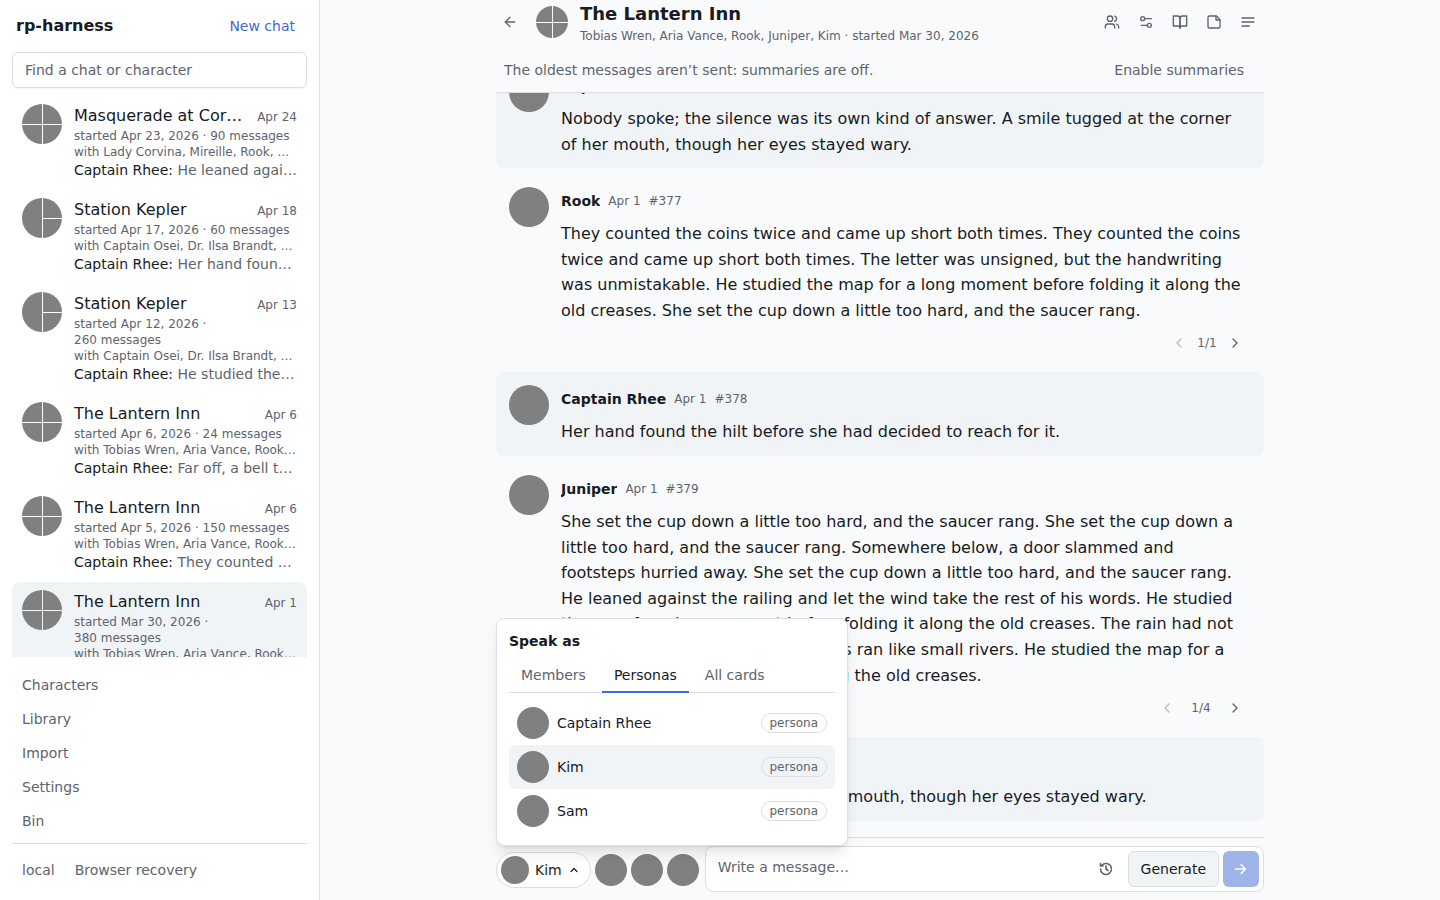 rp-harness
New chat
Find a chat or character
Masquerade at Cor… Apr 24
started Apr 23, 2026 · 90 messages
with Lady Corvina, Mireille, Rook, …
Captain Rhee: He leaned agai…
Station Kepler Apr 18
started Apr 17, 2026 · 60 messages
with Captain Osei, Dr. Ilsa Brandt, …
Captain Rhee: Her hand foun…
Station Kepler Apr 13
started Apr 12, 2026 ·
260 messages
with Captain Osei, Dr. Ilsa Brandt, …
Captain Rhee: He studied the…
The Lantern Inn Apr 6
started Apr 6, 2026 · 24 messages
with Tobias Wren, Aria Vance, Rook…
Captain Rhee: Far off, a bell t…
The Lantern Inn Apr 6
started Apr 5, 2026 · 150 messages
with Tobias Wren, Aria Vance, Rook…
Captain Rhee: They counted …
The Lantern Inn Apr 1
started Mar 30, 2026 ·
380 messages
with Tobias Wren, Aria Vance, Rook…
Characters
Library
Import
Settings
Bin
local Browser recovery
The Lantern Inn
Tobias Wren, Aria Vance, Rook, Juniper, Kim · started Mar 30, 2026
The oldest messages aren’t sent: summaries are off. Enable summaries
Nobody spoke; the silence was its own kind of answer. A smile tugged at the corner
of her mouth, though her eyes stayed wary.
Rook Apr 1 #377
They counted the coins twice and came up short both times. They counted the coins
twice and came up short both times. The letter was unsigned, but the handwriting
was unmistakable. He studied the map for a long moment before folding it along the
old creases. She set the cup down a little too hard, and the saucer rang.
1/1
Captain Rhee Apr 1 #378
Her hand found the hilt before she had decided to reach for it.
Juniper Apr 1 #379
She set the cup down a little too hard, and the saucer rang. She set the cup down a
little too hard, and the saucer rang. Somewhere below, a door slammed and
footsteps hurried away. She set the cup down a little too hard, and the saucer rang.
He leaned against the railing and let the wind take the rest of his words. He studied
folding it along the old creases. The rain had not
ran like small rivers. He studied the map for a
the old creases.
1/4
mouth, though her eyes stayed wary.
Speak as
Members Personas All cards
Captain Rhee persona
Kim persona
Sam persona
Kim
Write a message…
Generate